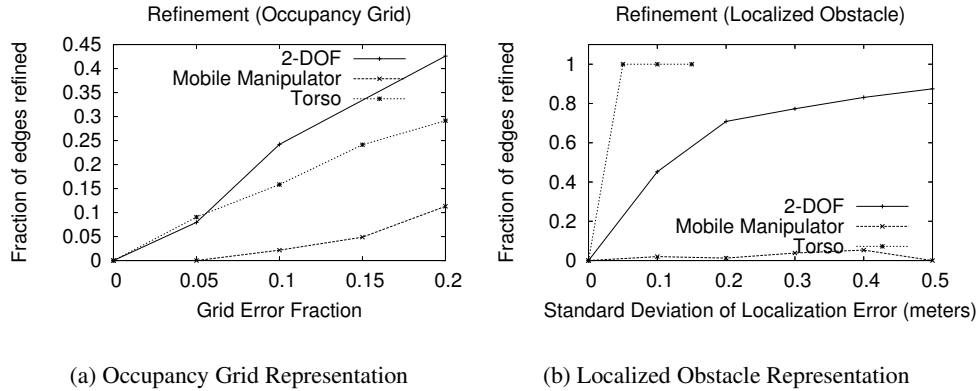 Refinement (Occupancy Grid)
Fraction of edges refined
0.45
0.4
0.35
0.3
0.25
0.2
0.15
0.1
0.05
0
2-DOF
Mobile Manipulator
Torso
0 0.05 0.1 0.15 0.2
Grid Error Fraction
(a) Occupancy Grid Representation
Refinement (Localized Obstacle)
Fraction of edges refined
1
0.8
0.6
0.4
0.2
0
2-DOF
Mobile Manipulator
Torso
0 0.1 0.2 0.3 0.4 0.5
Standard Deviation of Localization Error (meters)
(b) Localized Obstacle Representation